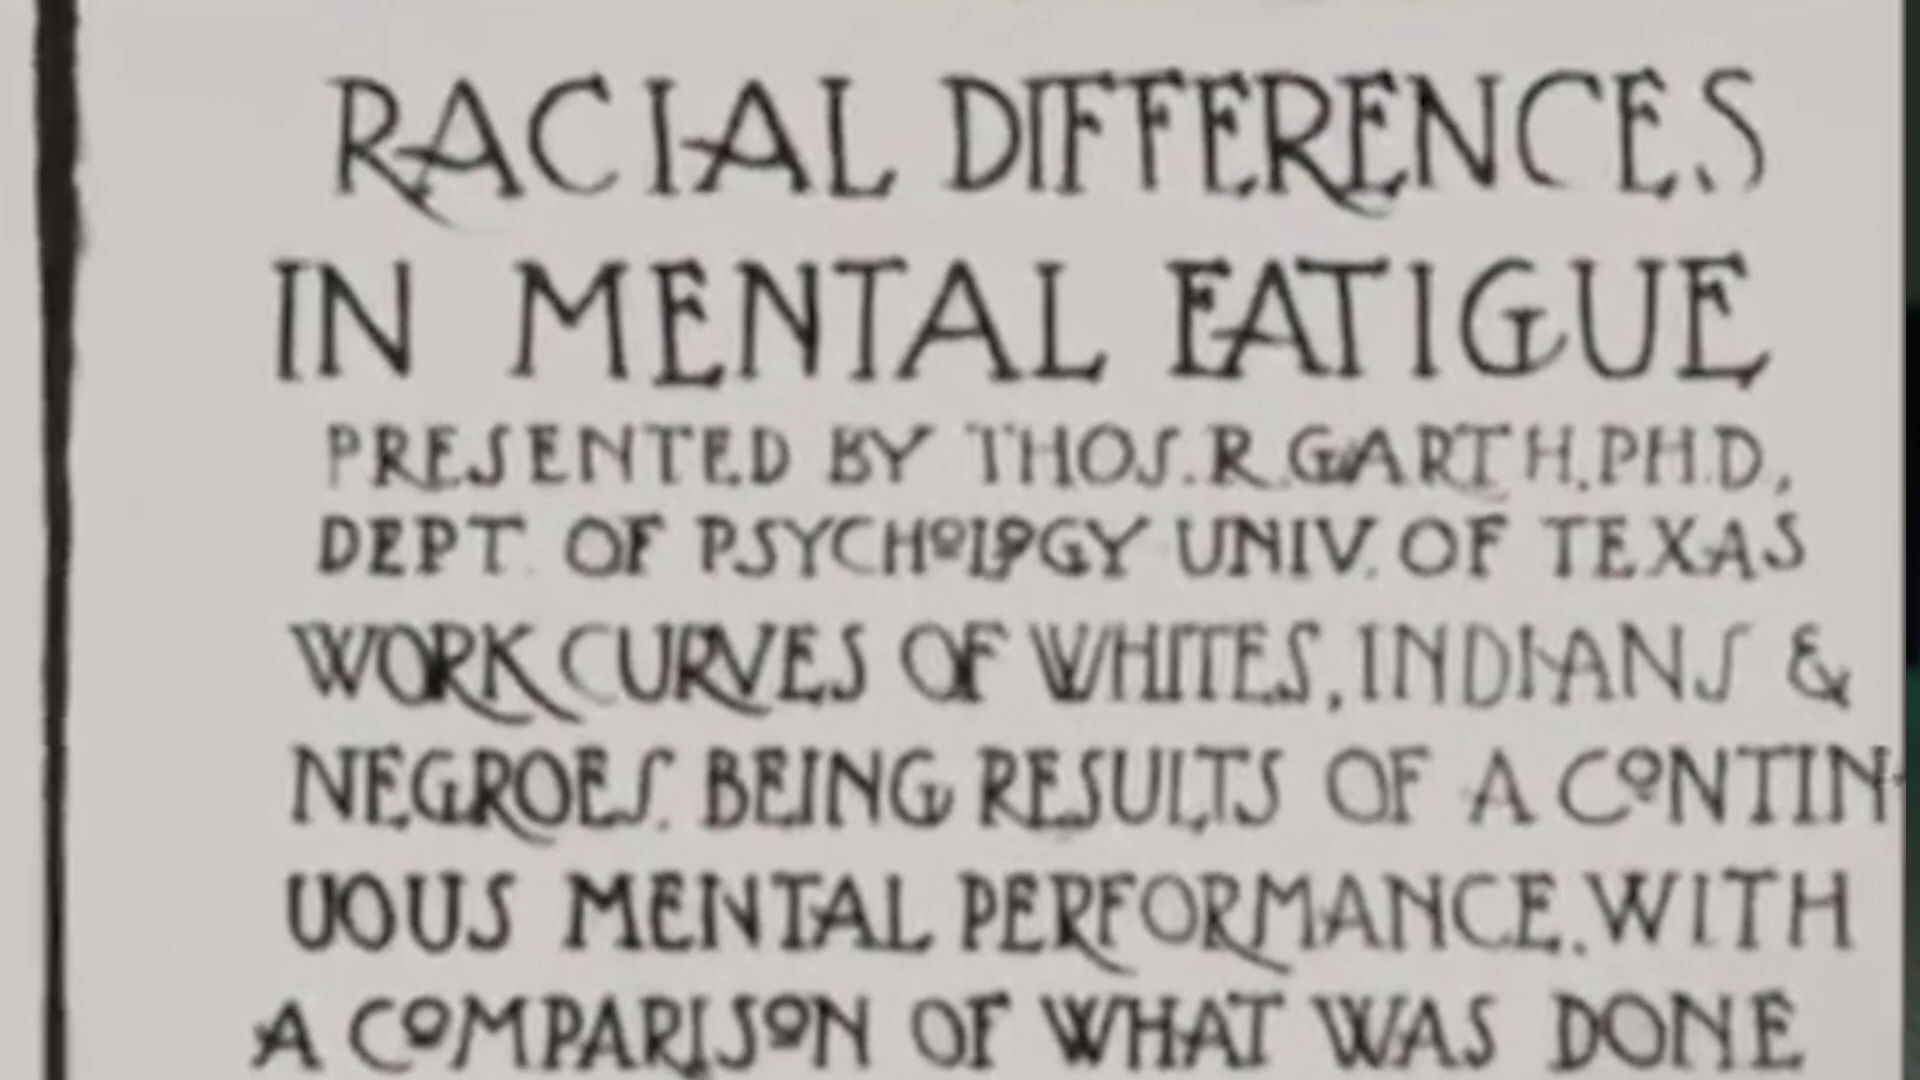 RACIAL DIFFERENCES
IN MENTAL FATIGUE
PRESENTED BY THOS. R. GARTH. PH.D,
DEPT. OF PSYCHOLOGY UNIV. OF TEXAS
WORK CURVES OF WHITES, INDIANS &
NEGROES. BEING RESULTS OF A CONTIN-
UOUS MENTAL PERFORMANCE. WITH
A COMPARISON OF WHAT WAS DONE